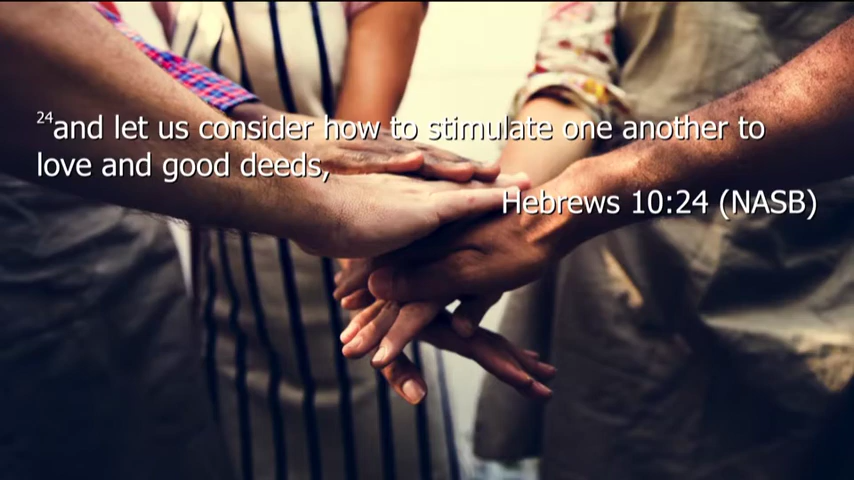 24and let us consider how to stimulate one another to
love and good deeds,
Hebrews 10:24 (NASB)